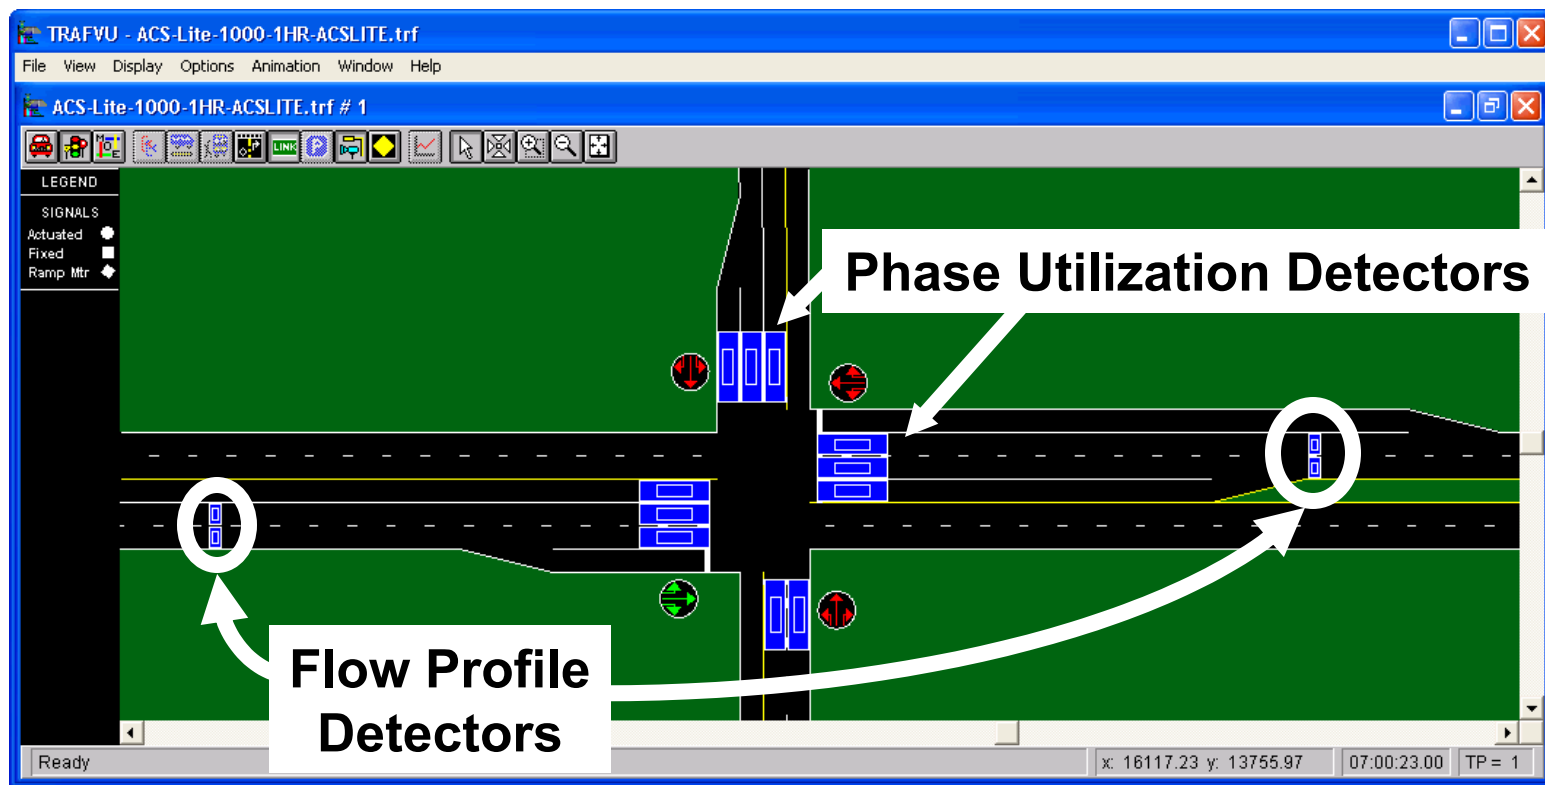 TRAFVU - ACS-Lite-1000-1HR-ACSLITE.trf
File View Display Options Animation Window Help
ACS-Lite-1000-1HR-ACSLITE.trf # 1
LINK
LEGEND
SIGNALS
Actuated
Fixed
Ramp Mtr
Phase Utilization Detectors
Flow Profile
Detectors
Ready
x: 16117.23 y: 13755.97
07:00:23.00
TP = 1